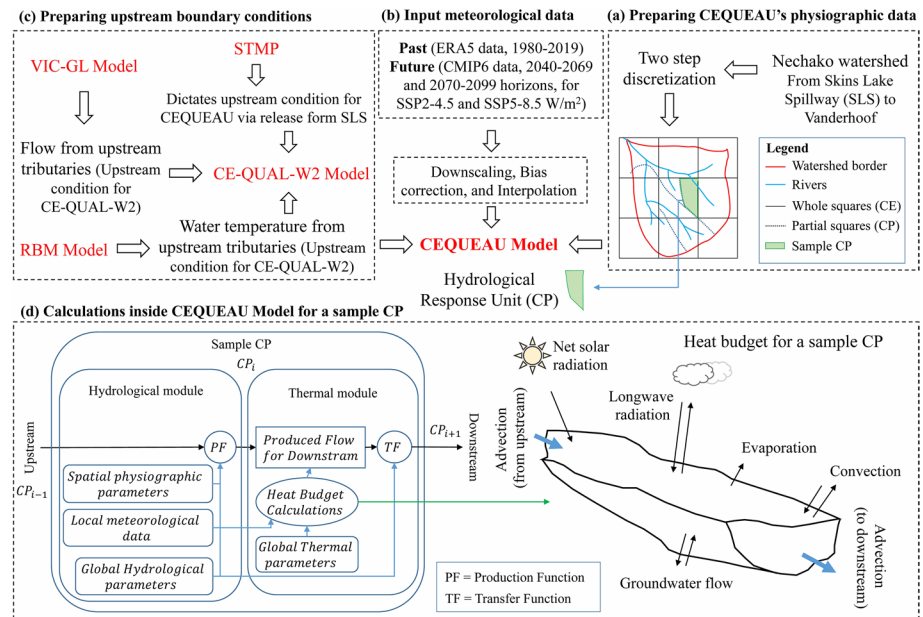 (c) Preparing upstream boundary conditions
STMP
VIC-GL Model
Dictates upstream condition for
CEQUEAU via release form SLS
Flow from upstream
tributaries (Upstream
condition for
CE-QUAL-W2)
CE-QUAL-W2 Model
RBM Model
Water temperature from
upstream tributaries (Upstream
condition for CE-QUAL-W2)
(b) Input meteorological data
Past (ERA5 data, 1980-2019)
Future (CMIP6 data, 2040-2069
and 2070-2099 horizons, for
SSP2-4.5 and SSP5-8.5 W/m²)
Downscaling, Bias
correction, and Interpolation
CEQUEAU Model
Hydrological
Response Unit (CP)
(a) Preparing CEQUEAU's physiographic data
Two step
discretization
Nechako watershed
From Skins Lake
Spillway (SLS) to
Vanderhoof
Legend
Watershed border
Rivers
Whole squares (CE)
Partial squares (CP)
Sample CP
(d) Calculations inside CEQUEAU Model for a sample CP
Sample CP
CPᵢ
Hydrological module
Thermal module
Upstream
CPᵢ₋₁
PF
Produced Flow
for Downstram
TF
CPᵢ₊₁
Downstream
Spatial physiographic
parameters
Heat Budget
Calculations
Local meteorological
data
Global Thermal
parameters
Global Hydrological
parameters
PF = Production Function
TF = Transfer Function
Heat budget for a sample CP
Net solar
radiation
Longwave
radiation
Advection
(from upstream)
Evaporation
Convection
Groundwater flow
Advection
(to downstream)